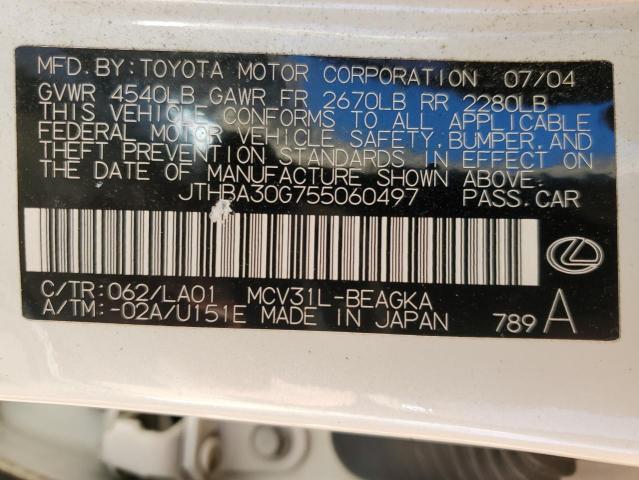 MFD. BY: TOYOTA MOTOR CORPORATION 07/04
GVWR 4540LB GAWR FR 2670LB RR 2280LB
THIS VEHICLE CONFORMS TO ALL APPLICABLE
FEDERAL MOTOR VEHICLE SAFETY, BUMPER, AND
THEFT PREVENTION STANDARDS IN EFFECT ON
THE DATE OF MANUFACTURE SHOWN ABOVE.
JTHBA30G755060497 PASS. CAR
C/TR: 062/LA01 MCV31L-BEAGKA
A/TM: -02A/U151E MADE IN JAPAN 789 A